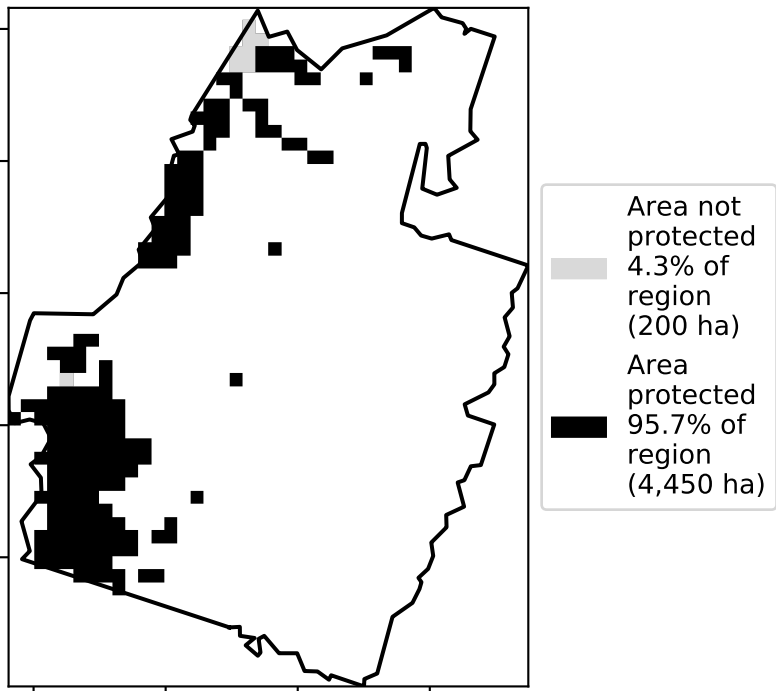 Area not
protected
4.3% of
region
(200 ha)
Area
protected
95.7% of
region
(4,450 ha)